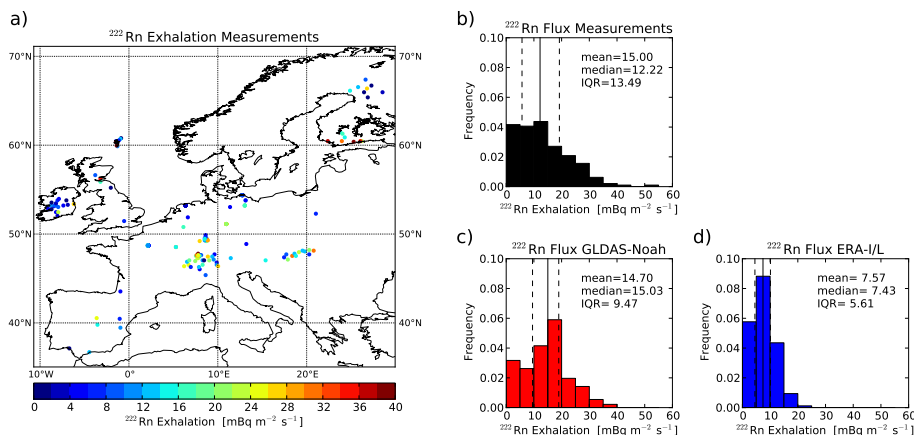 a)
²²²Rn Exhalation Measurements
70°N
60°N
50°N
40°N
70°N
60°N
50°N
40°N
10°W 0° 10°E 20°E
0 4 8 12 16 20 24 28 32 36 40
²²²Rn Exhalation [mBq m⁻² s⁻¹]
b)
²²²Rn Flux Measurements
mean=15.00
median=12.22
IQR=13.49
Frequency
0.10
0.08
0.06
0.04
0.02
0.00
0 10 20 30 40 50 60
²²²Rn Exhalation [mBq m⁻² s⁻¹]
c)
²²²Rn Flux GLDAS-Noah
mean=14.70
median=15.03
IQR= 9.47
Frequency
0.10
0.08
0.06
0.04
0.02
0.00
0 10 20 30 40 50 60
²²²Rn Exhalation [mBq m⁻² s⁻¹]
d)
²²²Rn Flux ERA-I/L
mean= 7.57
median= 7.43
IQR= 5.61
Frequency
0.10
0.08
0.06
0.04
0.02
0.00
0 10 20 30 40 50 60
²²²Rn Exhalation [mBq m⁻² s⁻¹]